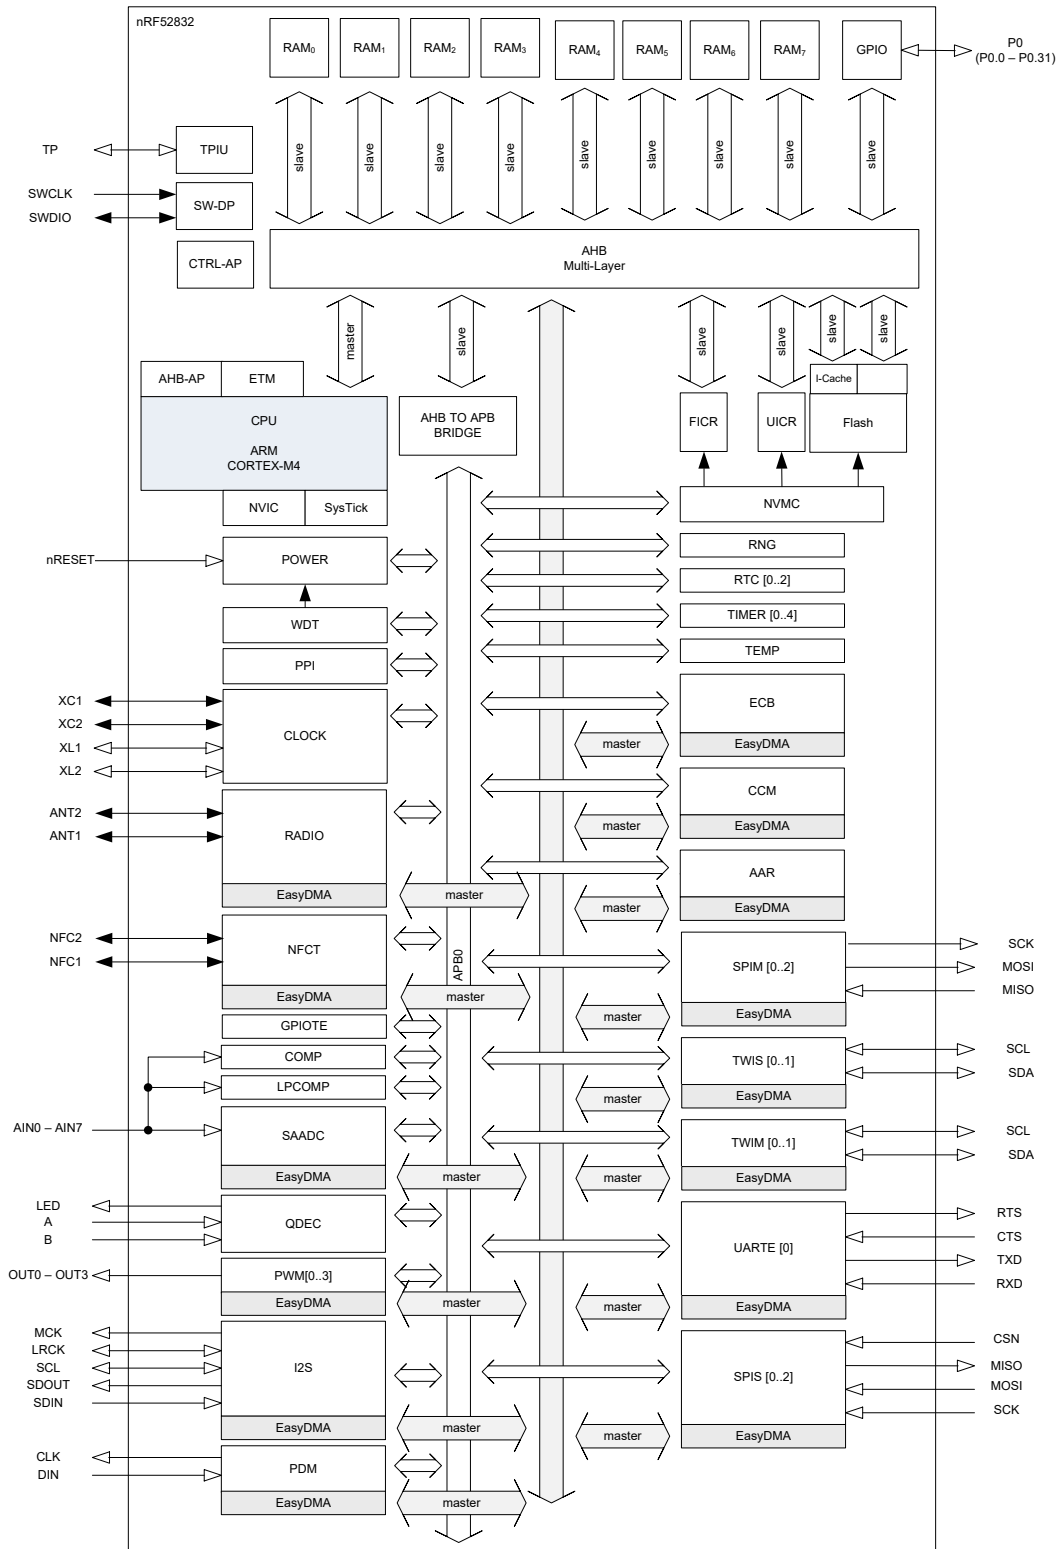 nRF52832
RAM0
RAM1
RAM2
RAM3
RAM4
RAM5
RAM6
RAM7
GPIO
P0
(P0.0 – P0.31)
slave
slave
slave
slave
slave
slave
slave
slave
slave
TP
TPIU
SWCLK
SWDIO
SW-DP
CTRL-AP
AHB
Multi-Layer
master
slave
slave
slave
slave
slave
AHB-AP
ETM
I-Cache
CPU
ARM
CORTEX-M4
AHB TO APB
BRIDGE
FICR
UICR
Flash
NVIC
SysTick
NVMC
nRESET
POWER
RNG
RTC [0..2]
WDT
TIMER [0..4]
PPI
TEMP
XC1
XC2
XL1
XL2
CLOCK
ECB
master
EasyDMA
ANT2
ANT1
RADIO
EasyDMA
master
CCM
master
EasyDMA
AAR
master
EasyDMA
NFC2
NFC1
NFCT
EasyDMA
master
APB0
SPIM [0..2]
master
EasyDMA
SCK
MOSI
MISO
GPIOTE
COMP
LPCOMP
TWIS [0..1]
master
EasyDMA
SCL
SDA
AIN0 – AIN7
SAADC
EasyDMA
master
TWIM [0..1]
master
EasyDMA
SCL
SDA
LED
A
B
QDEC
UARTE [0]
master
EasyDMA
RTS
CTS
TXD
RXD
OUT0 – OUT3
PWM[0..3]
EasyDMA
master
MCK
LRCK
SCL
SDOUT
SDIN
I2S
EasyDMA
master
SPIS [0..2]
master
EasyDMA
CSN
MISO
MOSI
SCK
CLK
DIN
PDM
EasyDMA
master